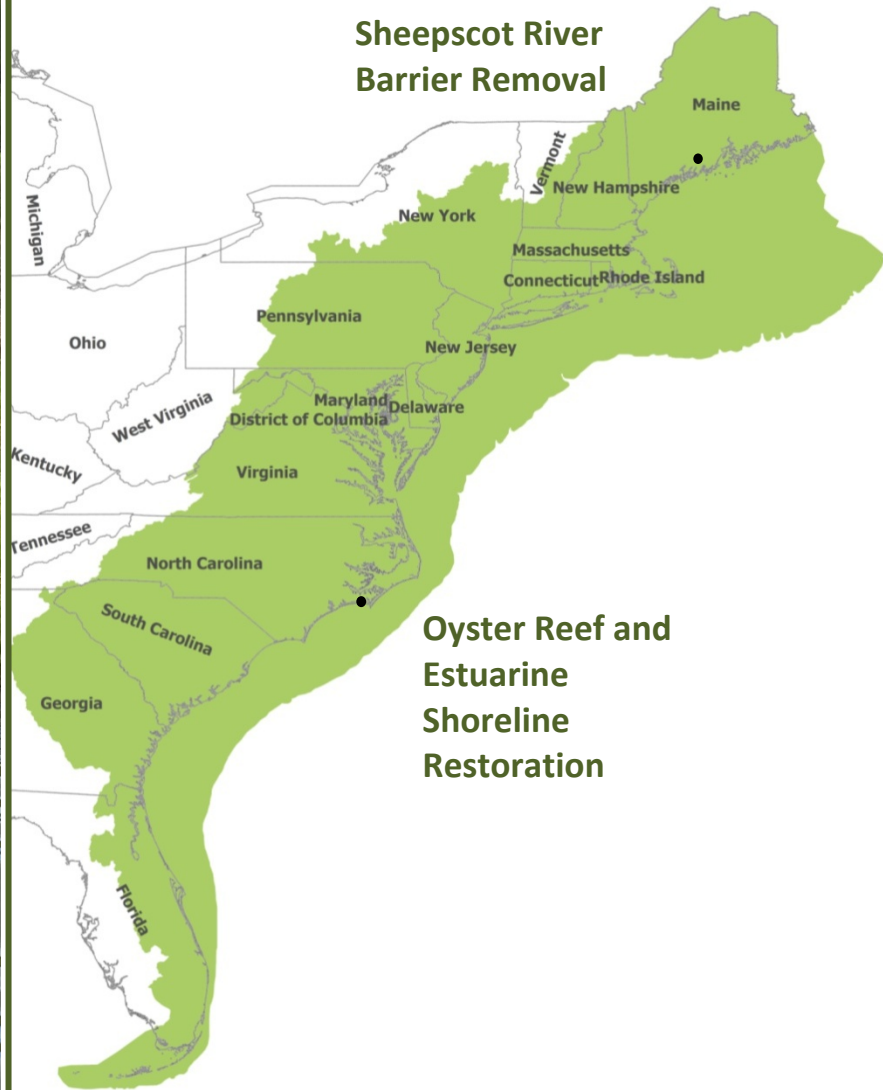 Sheepscot River
Barrier Removal
Maine
Vermont
New Hampshire
Michigan
New York
Massachusetts
Connecticut Rhode Island
Pennsylvania
Ohio
New Jersey
Maryland
Delaware
District of Columbia
West Virginia
Kentucky
Virginia
Tennessee
North Carolina
South Carolina
Oyster Reef and
Estuarine
Shoreline
Restoration
Georgia
Florida